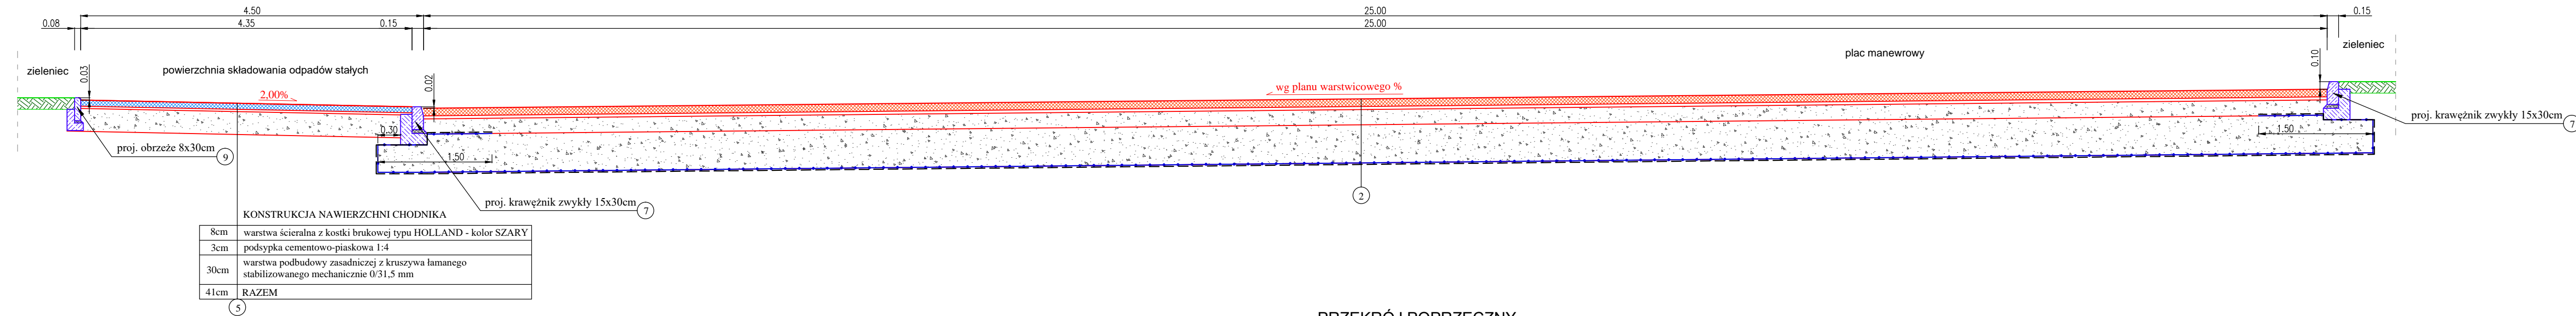 4.50
25.00
0.08
4.35
0.15
25.00
0.15
zieleniec
powierzchnia składowania odpadów stałych
plac manewrowy
zieleniec
0.03
0.02
0.10
2,00%
wg planu warstwicowego %
0.30
1.50
1.50
proj. obrzeże 8x30cm
9
proj. krawężnik zwykły 15x30cm
7
proj. krawężnik zwykły 15x30cm
7
2
KONSTRUKCJA NAWIERZCHNI CHODNIKA
8cm warstwa ścieralna z kostki brukowej typu HOLLAND - kolor SZARY
3cm podsypka cementowo-piaskowa 1:4
30cm warstwa podbudowy zasadniczej z kruszywa łamanego
stabilizowanego mechanicznie 0/31,5 mm
41cm RAZEM
5
PRZEKRÓJ POPRZECZNY